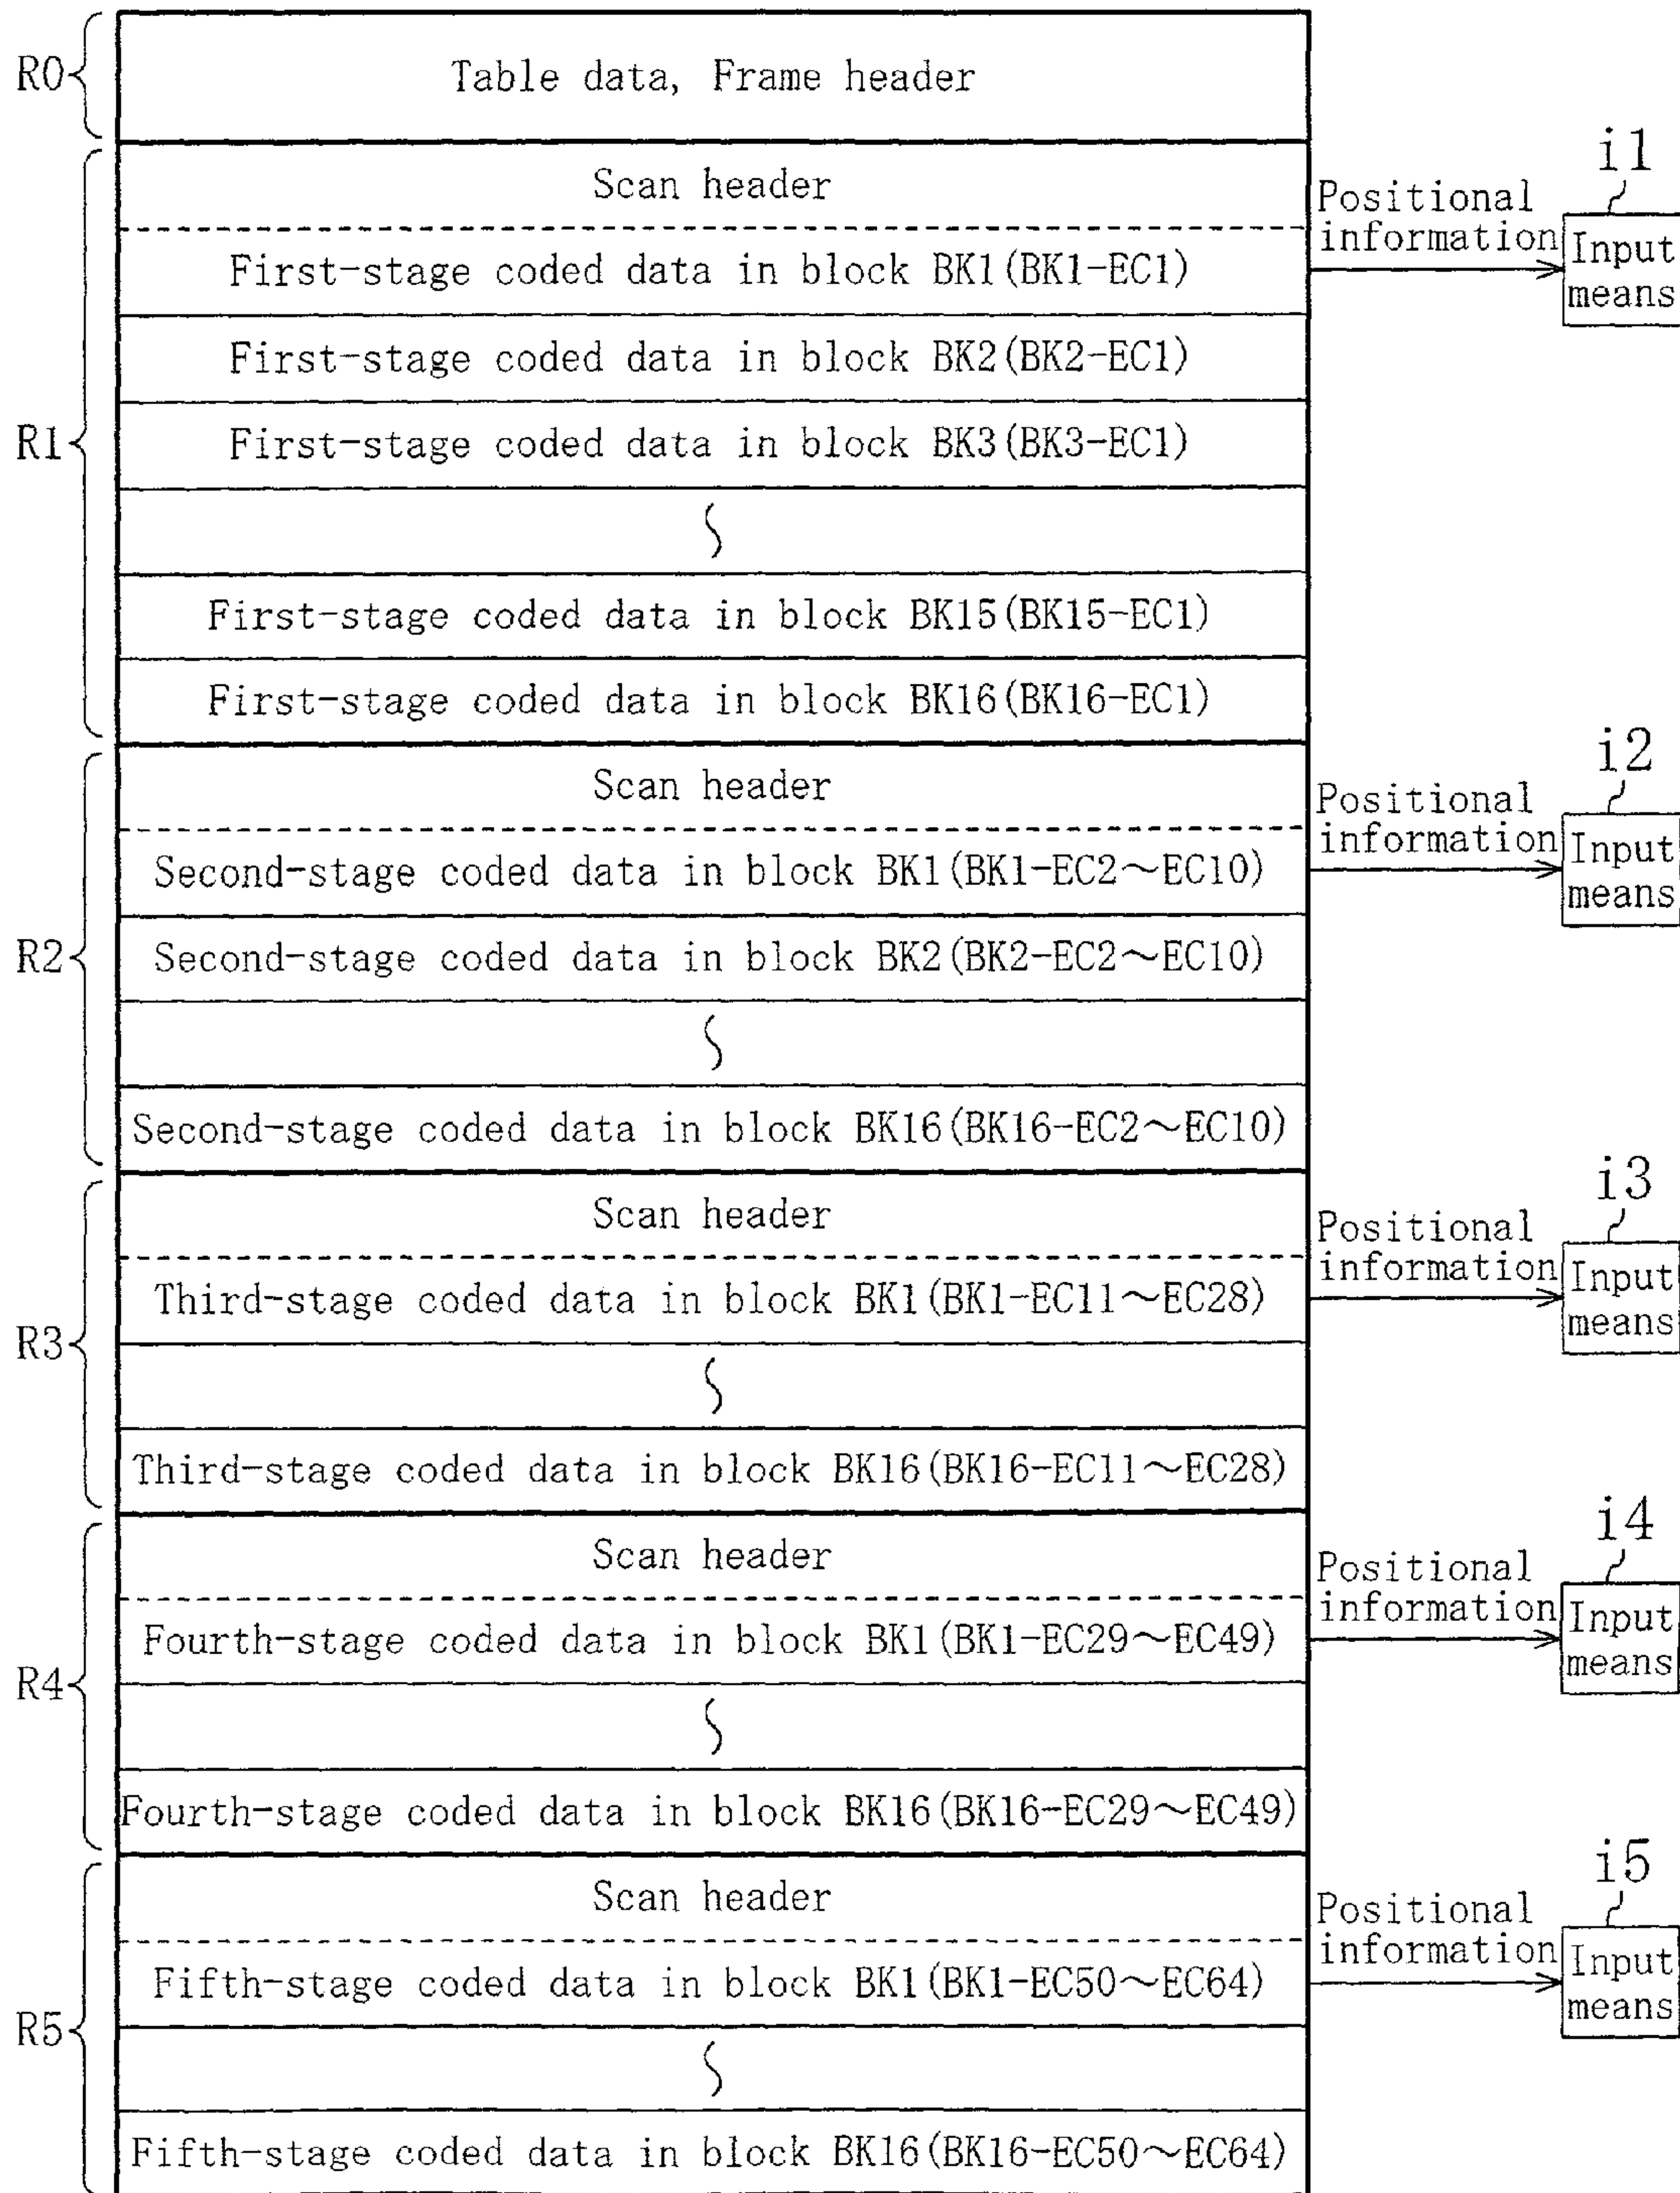 R0
Table data, Frame header
R1
Scan header
First-stage coded data in block BK1(BK1-EC1)
First-stage coded data in block BK2(BK2-EC1)
First-stage coded data in block BK3(BK3-EC1)
First-stage coded data in block BK15(BK15-EC1)
First-stage coded data in block BK16(BK16-EC1)
Positional
information
i1
Input
means
R2
Scan header
Second-stage coded data in block BK1(BK1-EC2~EC10)
Second-stage coded data in block BK2(BK2-EC2~EC10)
Second-stage coded data in block BK16(BK16-EC2~EC10)
Positional
information
i2
Input
means
R3
Scan header
Third-stage coded data in block BK1(BK1-EC11~EC28)
Third-stage coded data in block BK16(BK16-EC11~EC28)
Positional
information
i3
Input
means
R4
Scan header
Fourth-stage coded data in block BK1(BK1-EC29~EC49)
Fourth-stage coded data in block BK16(BK16-EC29~EC49)
Positional
information
i4
Input
means
R5
Scan header
Fifth-stage coded data in block BK1(BK1-EC50~EC64)
Fifth-stage coded data in block BK16(BK16-EC50~EC64)
Positional
information
i5
Input
means